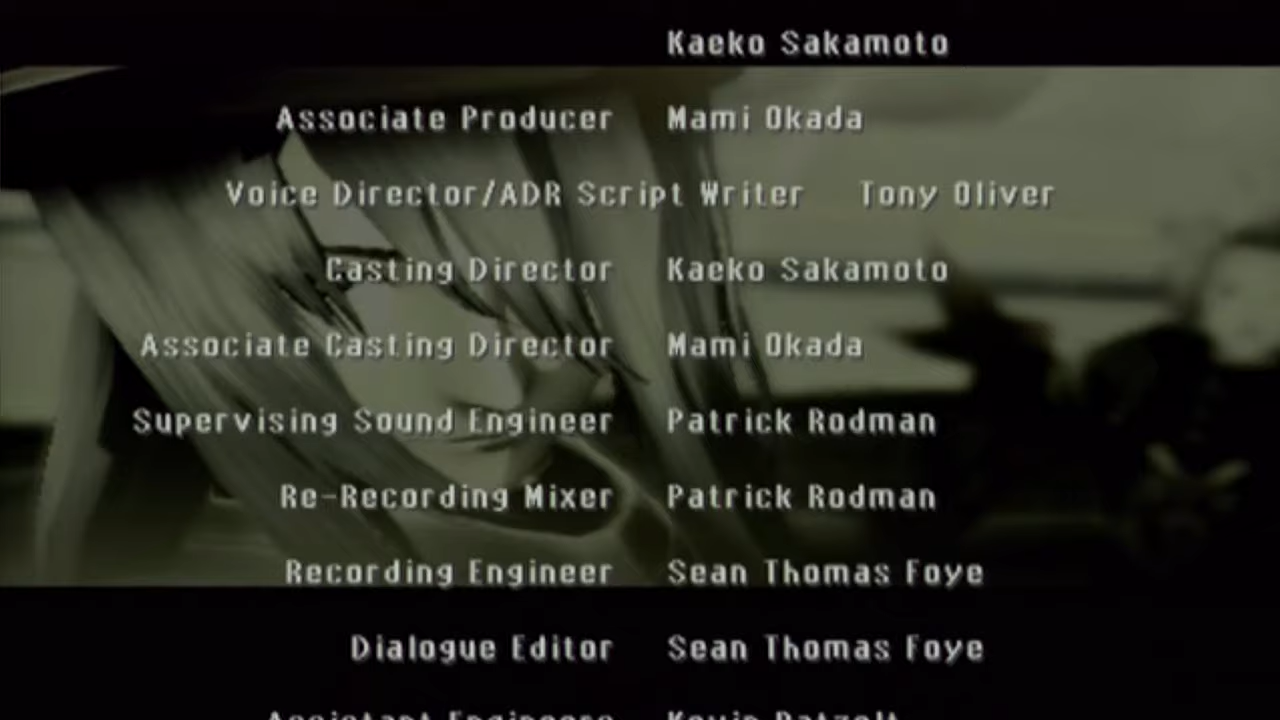 Kaeko Sakamoto
Associate Producer Mami Okada
Voice Director/ADR Script Writer Tony Oliver
Casting Director Kaeko Sakamoto
Associate Casting Director Mami Okada
Supervising Sound Engineer Patrick Rodman
Re-Recording Mixer Patrick Rodman
Recording Engineer Sean Thomas Foye
Dialogue Editor Sean Thomas Foye